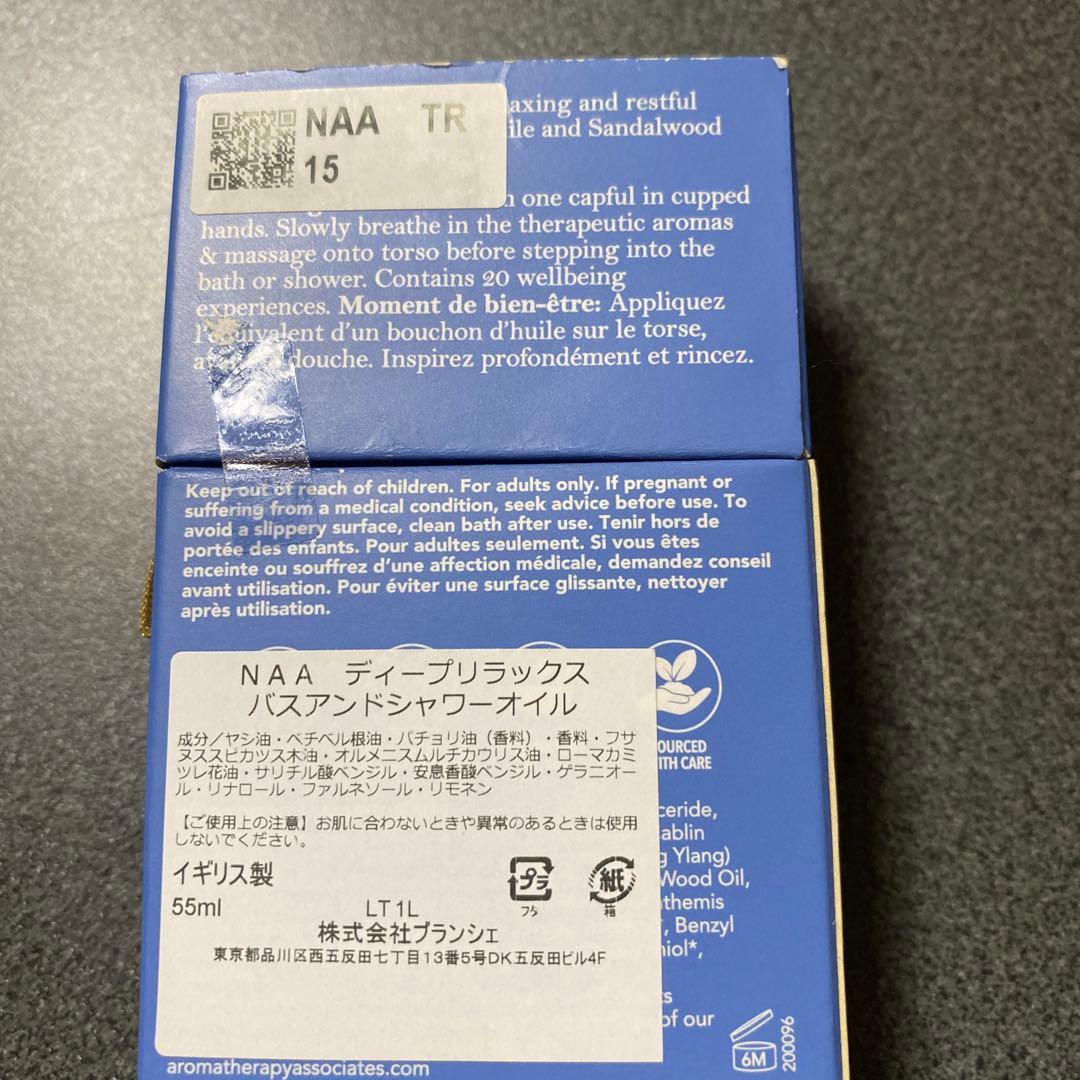 NAA TR
15
axing and restful
ile and Sandalwood
one capful in cupped
hands. Slowly breathe in the therapeutic aromas
& massage onto torso before stepping into the
bath or shower. Contains 20 wellbeing
experiences. Moment de bien-être: Appliquez
l'équivalent d'un bouchon d'huile sur le torse,
douche. Inspirez profondément et rincez.
Keep out of reach of children. For adults only. If pregnant or
suffering from a medical condition, seek advice before use. To
avoid a slippery surface, clean bath after use. Tenir hors de
portée des enfants. Pour adultes seulement. Si vous êtes
enceinte ou souffrez d'une affection médicale, demandez conseil
avant utilisation. Pour éviter une surface glissante, nettoyer
après utilisation.
OURCED
ITH CARE
NAA ディープリラックス
バスアンドシャワーオイル
成分/ヤシ油・ベチベル根油・パチョリ油（香料）・香料・フサ
ヌススピカツス木油・オルメニスムルチカウリス油・ローマカミ
ツレ花油・サリチル酸ベンジル・安息香酸ベンジル・ゲラニオー
ル・リナロール・ファルネソール・リモネン
【ご使用上の注意】お肌に合わないときや異常のあるときは使用
しないでください。
イギリス製
55ml
LT1L
プラ
プラ
紙
箱
株式会社ブランシェ
東京都品川区西五反田七丁目13番5号DK五反田ビル4F
ceride,
ablin
g Ylang)
Wood Oil,
nthemis
, Benzyl
niol*,
ts
of our
6M
200096
aromatherapyassociates.com